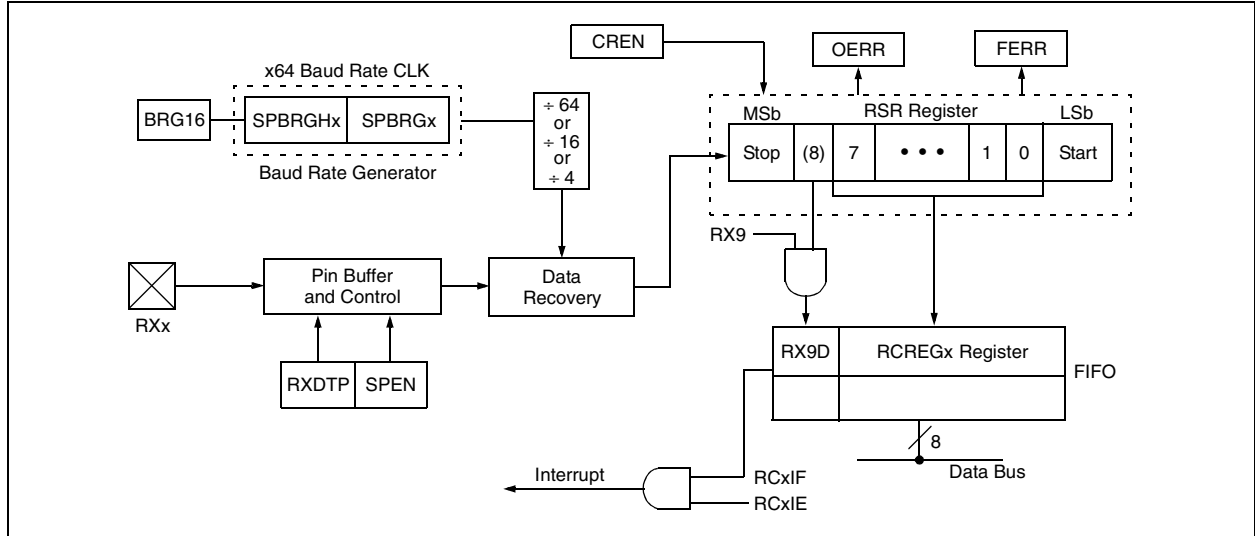 CREN
OERR
FERR
x64 Baud Rate CLK
BRG16
SPBRGHx
SPBRGx
Baud Rate Generator
÷ 64
or
÷ 16
or
÷ 4
MSb
RSR Register
LSb
Stop
(8)
7
• • •
1
0
Start
RX9
RXx
Pin Buffer
and Control
Data
Recovery
RXDTP
SPEN
RX9D
RCREGx Register
FIFO
8
Data Bus
Interrupt
RCxIF
RCxIE